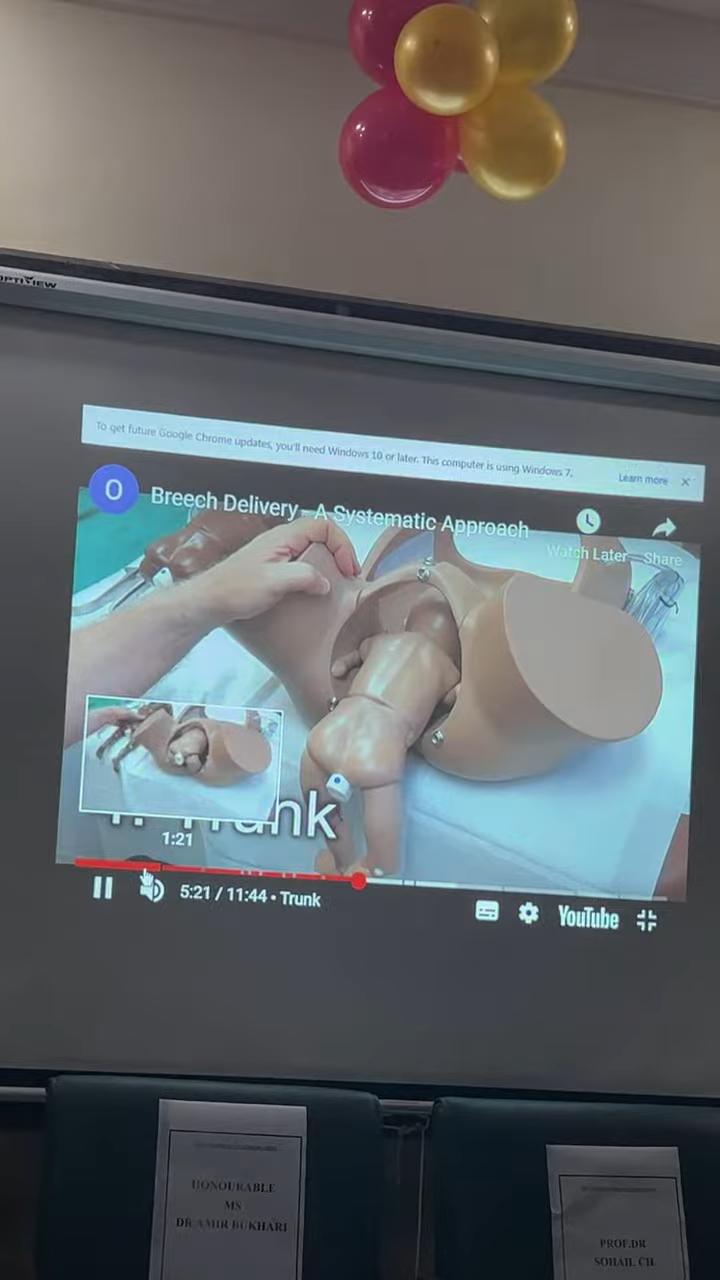 OPTIVIEW
To get future Google Chrome updates, you'll need Windows 10 or later. This computer is using Windows 7.
Learn more
O
Breech Delivery - A Systematic Approach
Watch Later
Share
1:21
5:21 / 11:44 • Trunk
YouTube
HONOURABLE
MS
DR AMIR BUKHARI
PROF.DR
SOHAIL CH